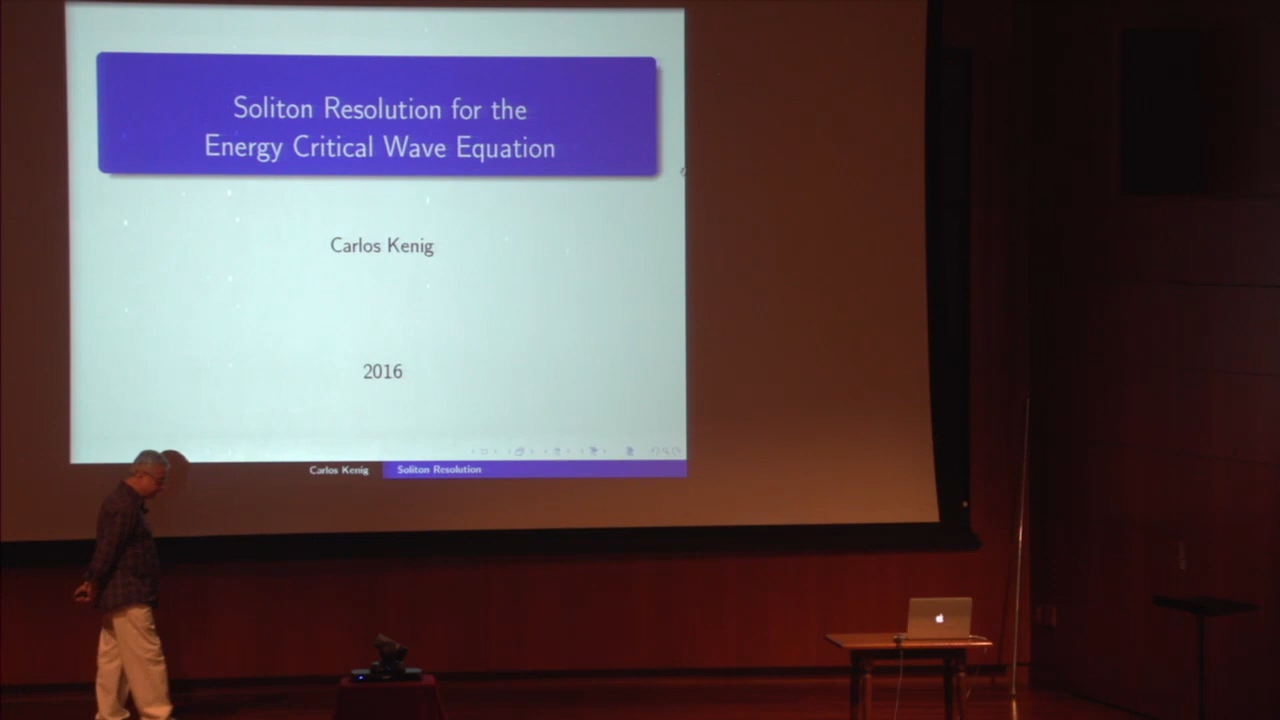 Soliton Resolution for the
Energy Critical Wave Equation
Carlos Kenig
2016
Carlos Kenig Soliton Resolution